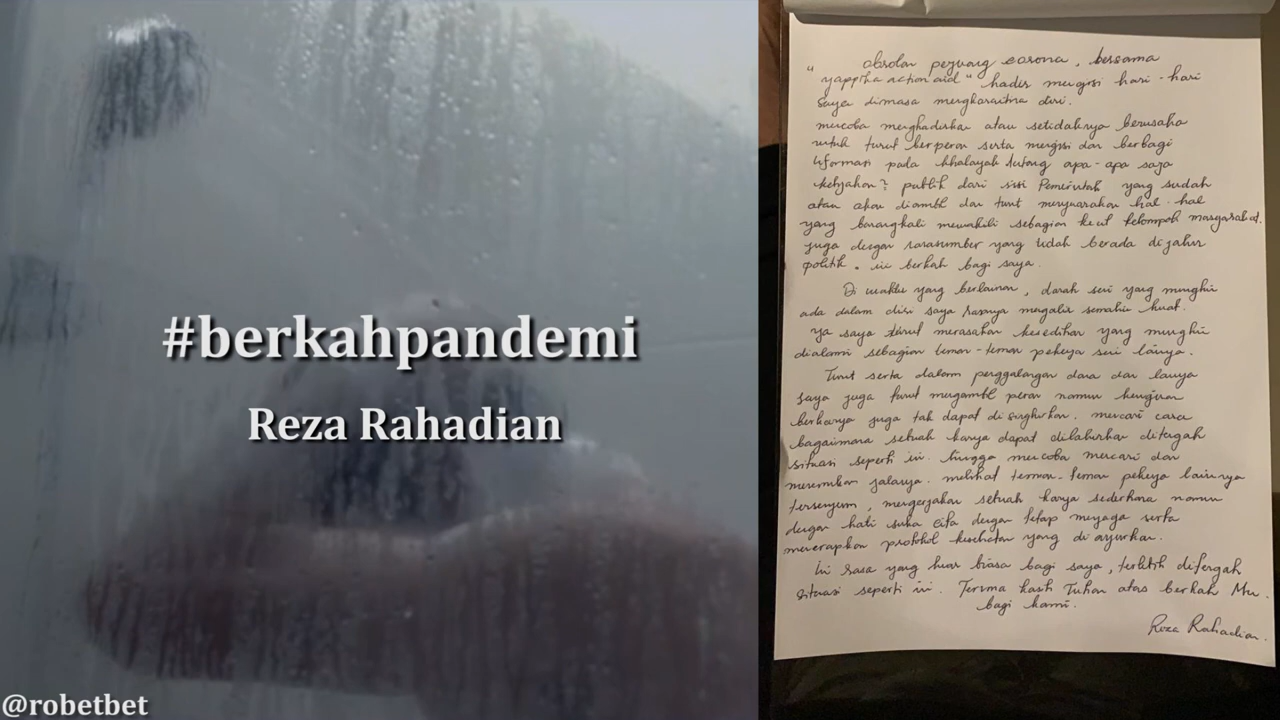 #berkahpandemi
Reza Rahadian
@robetbet
" obrolan pejuang corona, bersama
yappika action aid" hadir mengisi hari-hari
saya dimasa mengkarantina diri.
mencoba menghadirkan atau setidaknya berusaha
untuk turut berperan serta mengisi dan berbagi
informasi pada khalayak tentang apa-apa saja
kebijakan2 publik dari sisi Pemerintah yang sudah
atau akan diambil dan turut menyuarakan hal-hal
yang barangkali mewakili sebagian kecil kelompok masyarakat.
juga dengan narasumber yang tidak berada dijalur
politik. ini berkah bagi saya.
Di waktu yang berlainan, darah seni yang mungkin
ada dalam diri saya rasanya mengalir semakin kuat.
ya saya turut merasakan kesedihan yang mungkin
dialami sebagian teman-teman pekerja seni lainya.
Turut serta dalam penggalangan dana dan lainya
saya juga turut mengambil peran namun keinginan
berkarya juga tak dapat di singkirkan. mencari cara
bagaimana sebuah karya dapat dilahirkan ditengah
situasi seperti ini. hingga mencoba mencari dan
menemukan jalanya. melihat teman-teman pekerja lainnya
tersenyum, mengerjakan sebuah karya sederhana namun
dengan hati suka cita dengan tetap menjaga serta
menerapkan protokol kesehatan yang di anjurkan.
Ini rasa yang luar biasa bagi saya, terlebih ditengah
situasi seperti ini. Terima kasih Tuhan atas berkah Mu
bagi kami.
Reza Rahadian.